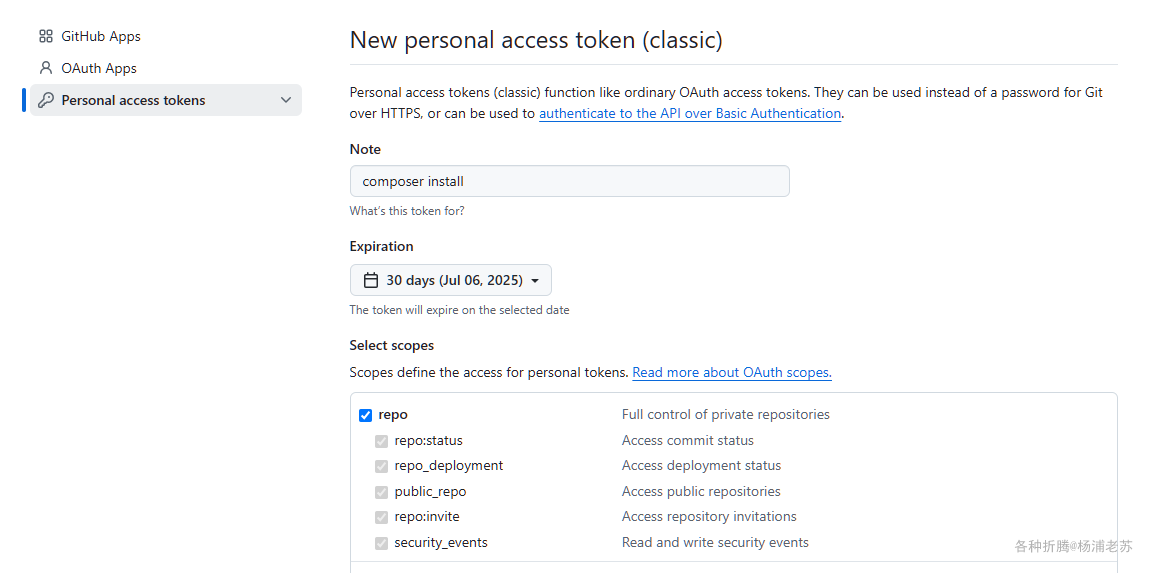 GitHub Apps
OAuth Apps
Personal access tokens
New personal access token (classic)
Personal access tokens (classic) function like ordinary OAuth access tokens. They can be used instead of a password for Git
over HTTPS, or can be used to authenticate to the API over Basic Authentication.
Note
composer install
What's this token for?
Expiration
30 days (Jul 06, 2025)
The token will expire on the selected date
Select scopes
Scopes define the access for personal tokens. Read more about OAuth scopes.
repo Full control of private repositories
repo:status Access commit status
repo_deployment Access deployment status
public_repo Access public repositories
repo:invite Access repository invitations
security_events Read and write security events
各种折腾@杨浦老苏